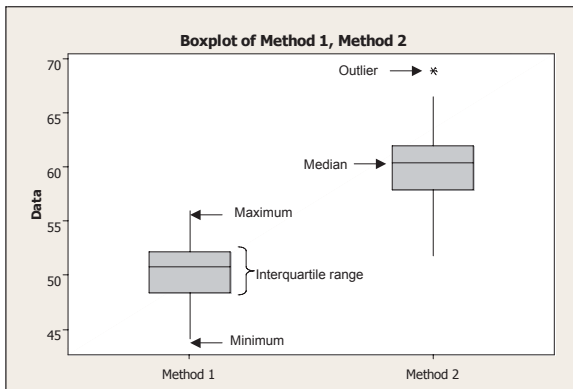 Boxplot of Method 1, Method 2
70
65
60
55
50
45
Data
Outlier
Median
Maximum
Interquartile range
Minimum
Method 1
Method 2